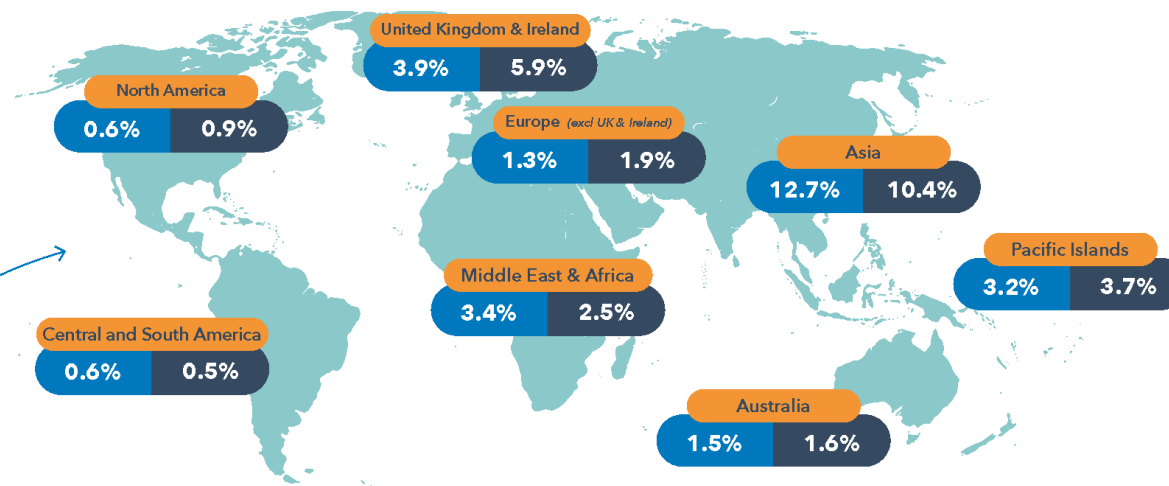 United Kingdom & Ireland
3.9% 5.9%
North America
0.6% 0.9%
Europe (excl UK & Ireland)
1.3% 1.9%
Asia
12.7% 10.4%
Pacific Islands
3.2% 3.7%
Middle East & Africa
3.4% 2.5%
Central and South America
0.6% 0.5%
Australia
1.5% 1.6%